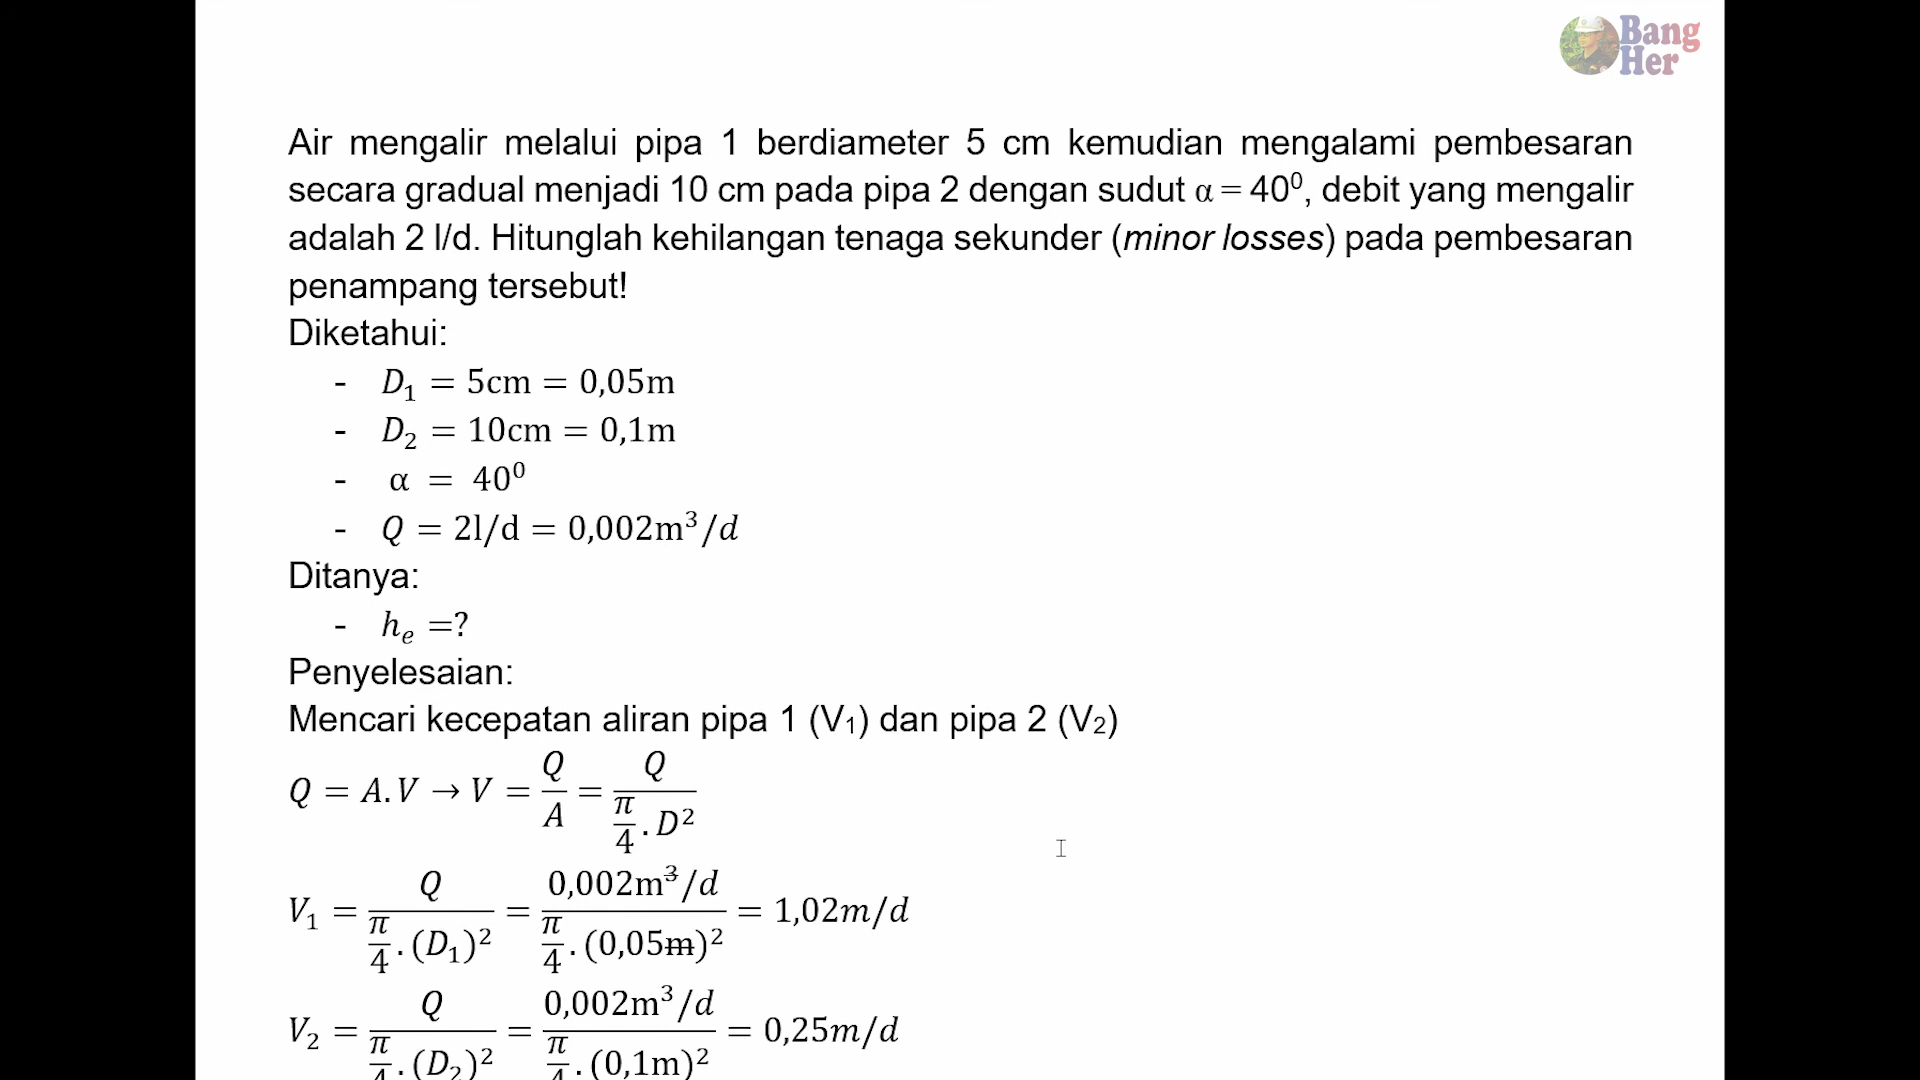 Bang
Her
Air mengalir melalui pipa 1 berdiameter 5 cm kemudian mengalami pembesaran
secara gradual menjadi 10 cm pada pipa 2 dengan sudut α = 40⁰, debit yang mengalir
adalah 2 l/d. Hitunglah kehilangan tenaga sekunder (minor losses) pada pembesaran
penampang tersebut!
Diketahui:
- D₁ = 5cm = 0,05m
- D₂ = 10cm = 0,1m
- α = 40⁰
- Q = 2l/d = 0,002m³/d
Ditanya:
- hₑ =?
Penyelesaian:
Mencari kecepatan aliran pipa 1 (V₁) dan pipa 2 (V₂)
Q = A.V → V = Q/A = Q/(π/4 . D²)
V₁ = Q/(π/4 . (D₁)²) = 0,002m³/d/(π/4 . (0,05m)²) = 1,02m/d
V₂ = Q/(π/4 . (D₂)²) = 0,002m³/d/(π/4 . (0,1m)²) = 0,25m/d